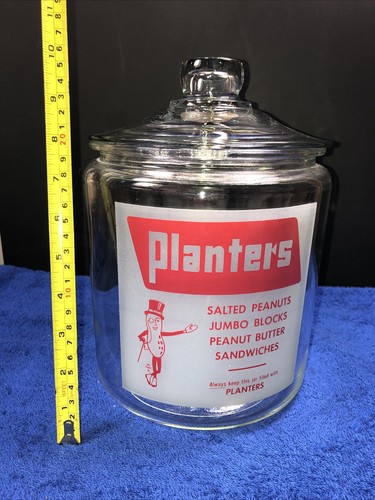 Planters
SALTED PEANUTS
JUMBO BLOCKS
PEANUT BUTTER
SANDWICHES
Always keep this jar filled with
PLANTERS